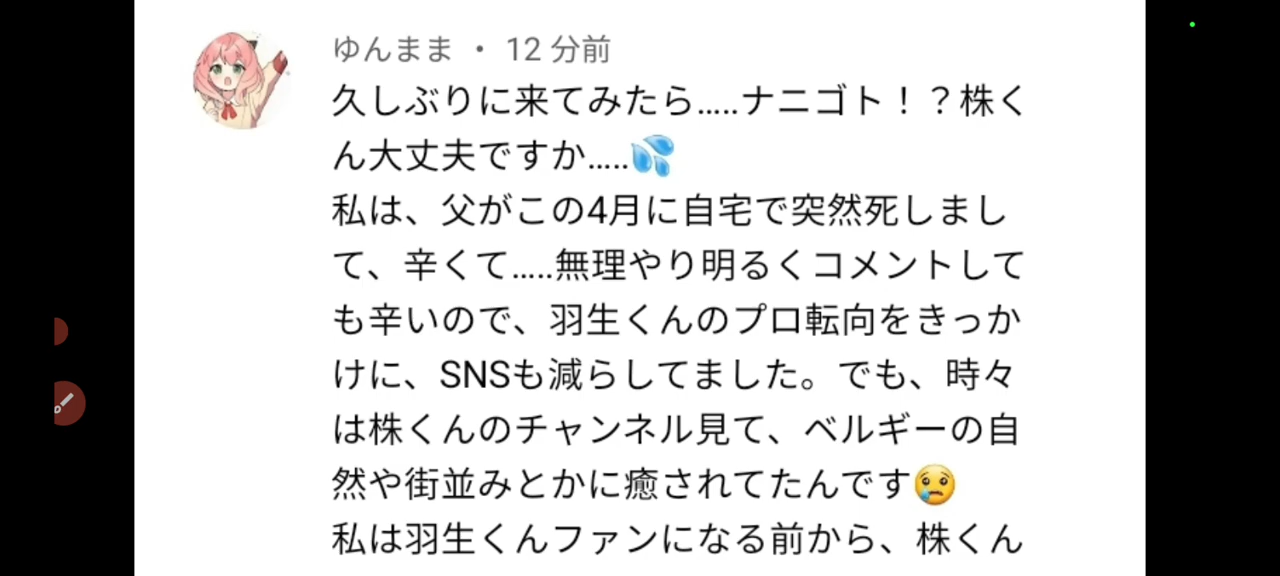 ゆんまま ・ 12 分前
久しぶりに来てみたら.....ナニゴト！？株く
ん大丈夫ですか.....💦
私は、父がこの4月に自宅で突然死しまし
て、辛くて.....無理やり明るくコメントして
も辛いので、羽生くんのプロ転向をきっか
けに、SNSも減らしてました。でも、時々
は株くんのチャンネル見て、ベルギーの自
然や街並みとかに癒されてたんです😢
私は羽生くんファンになる前から、株くん